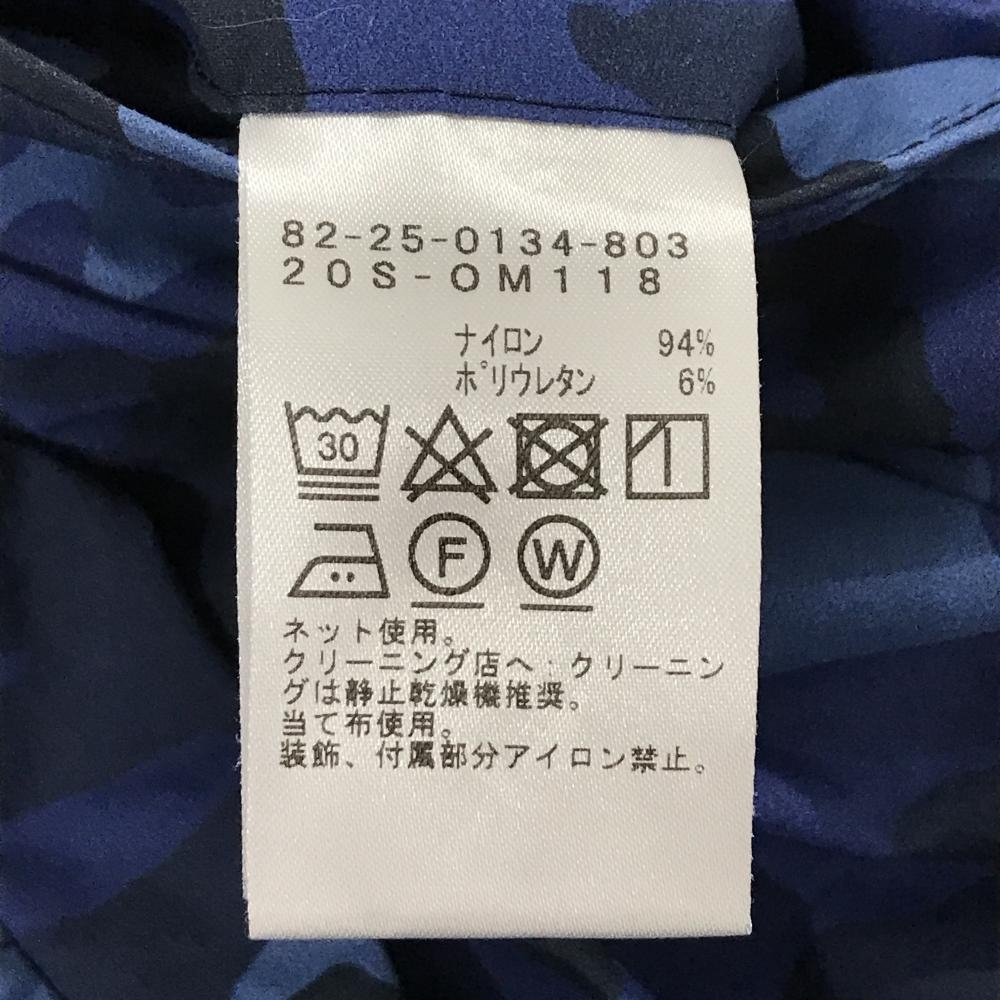 82-25-0134-803
20S-OM118
ナイロン 94%
ポリウレタン 6%
30
F W
ネット使用。
クリーニング店へ・クリーニン
グは静止乾燥機推奨。
当て布使用。
装飾、付属部分アイロン禁止。